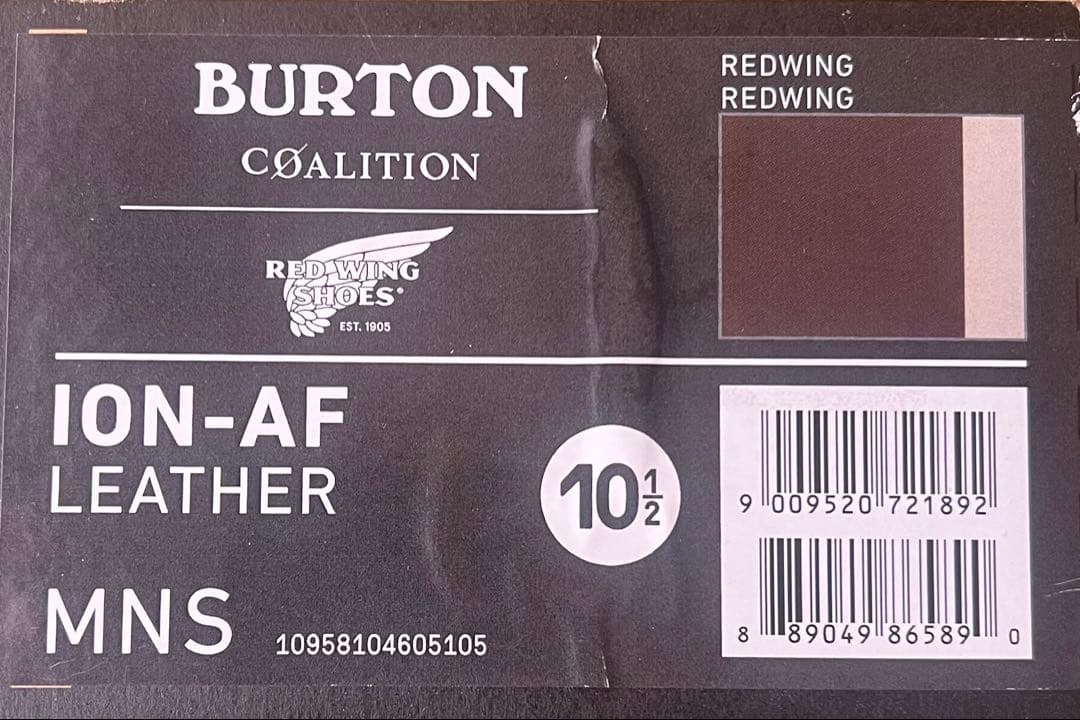 BURTON
CØALITION
RED WING
SHOES®
EST. 1905
REDWING
REDWING
ION-AF
LEATHER
10 1/2
MNS
10958104605105
9 009520 721892
8 89049 86589 0